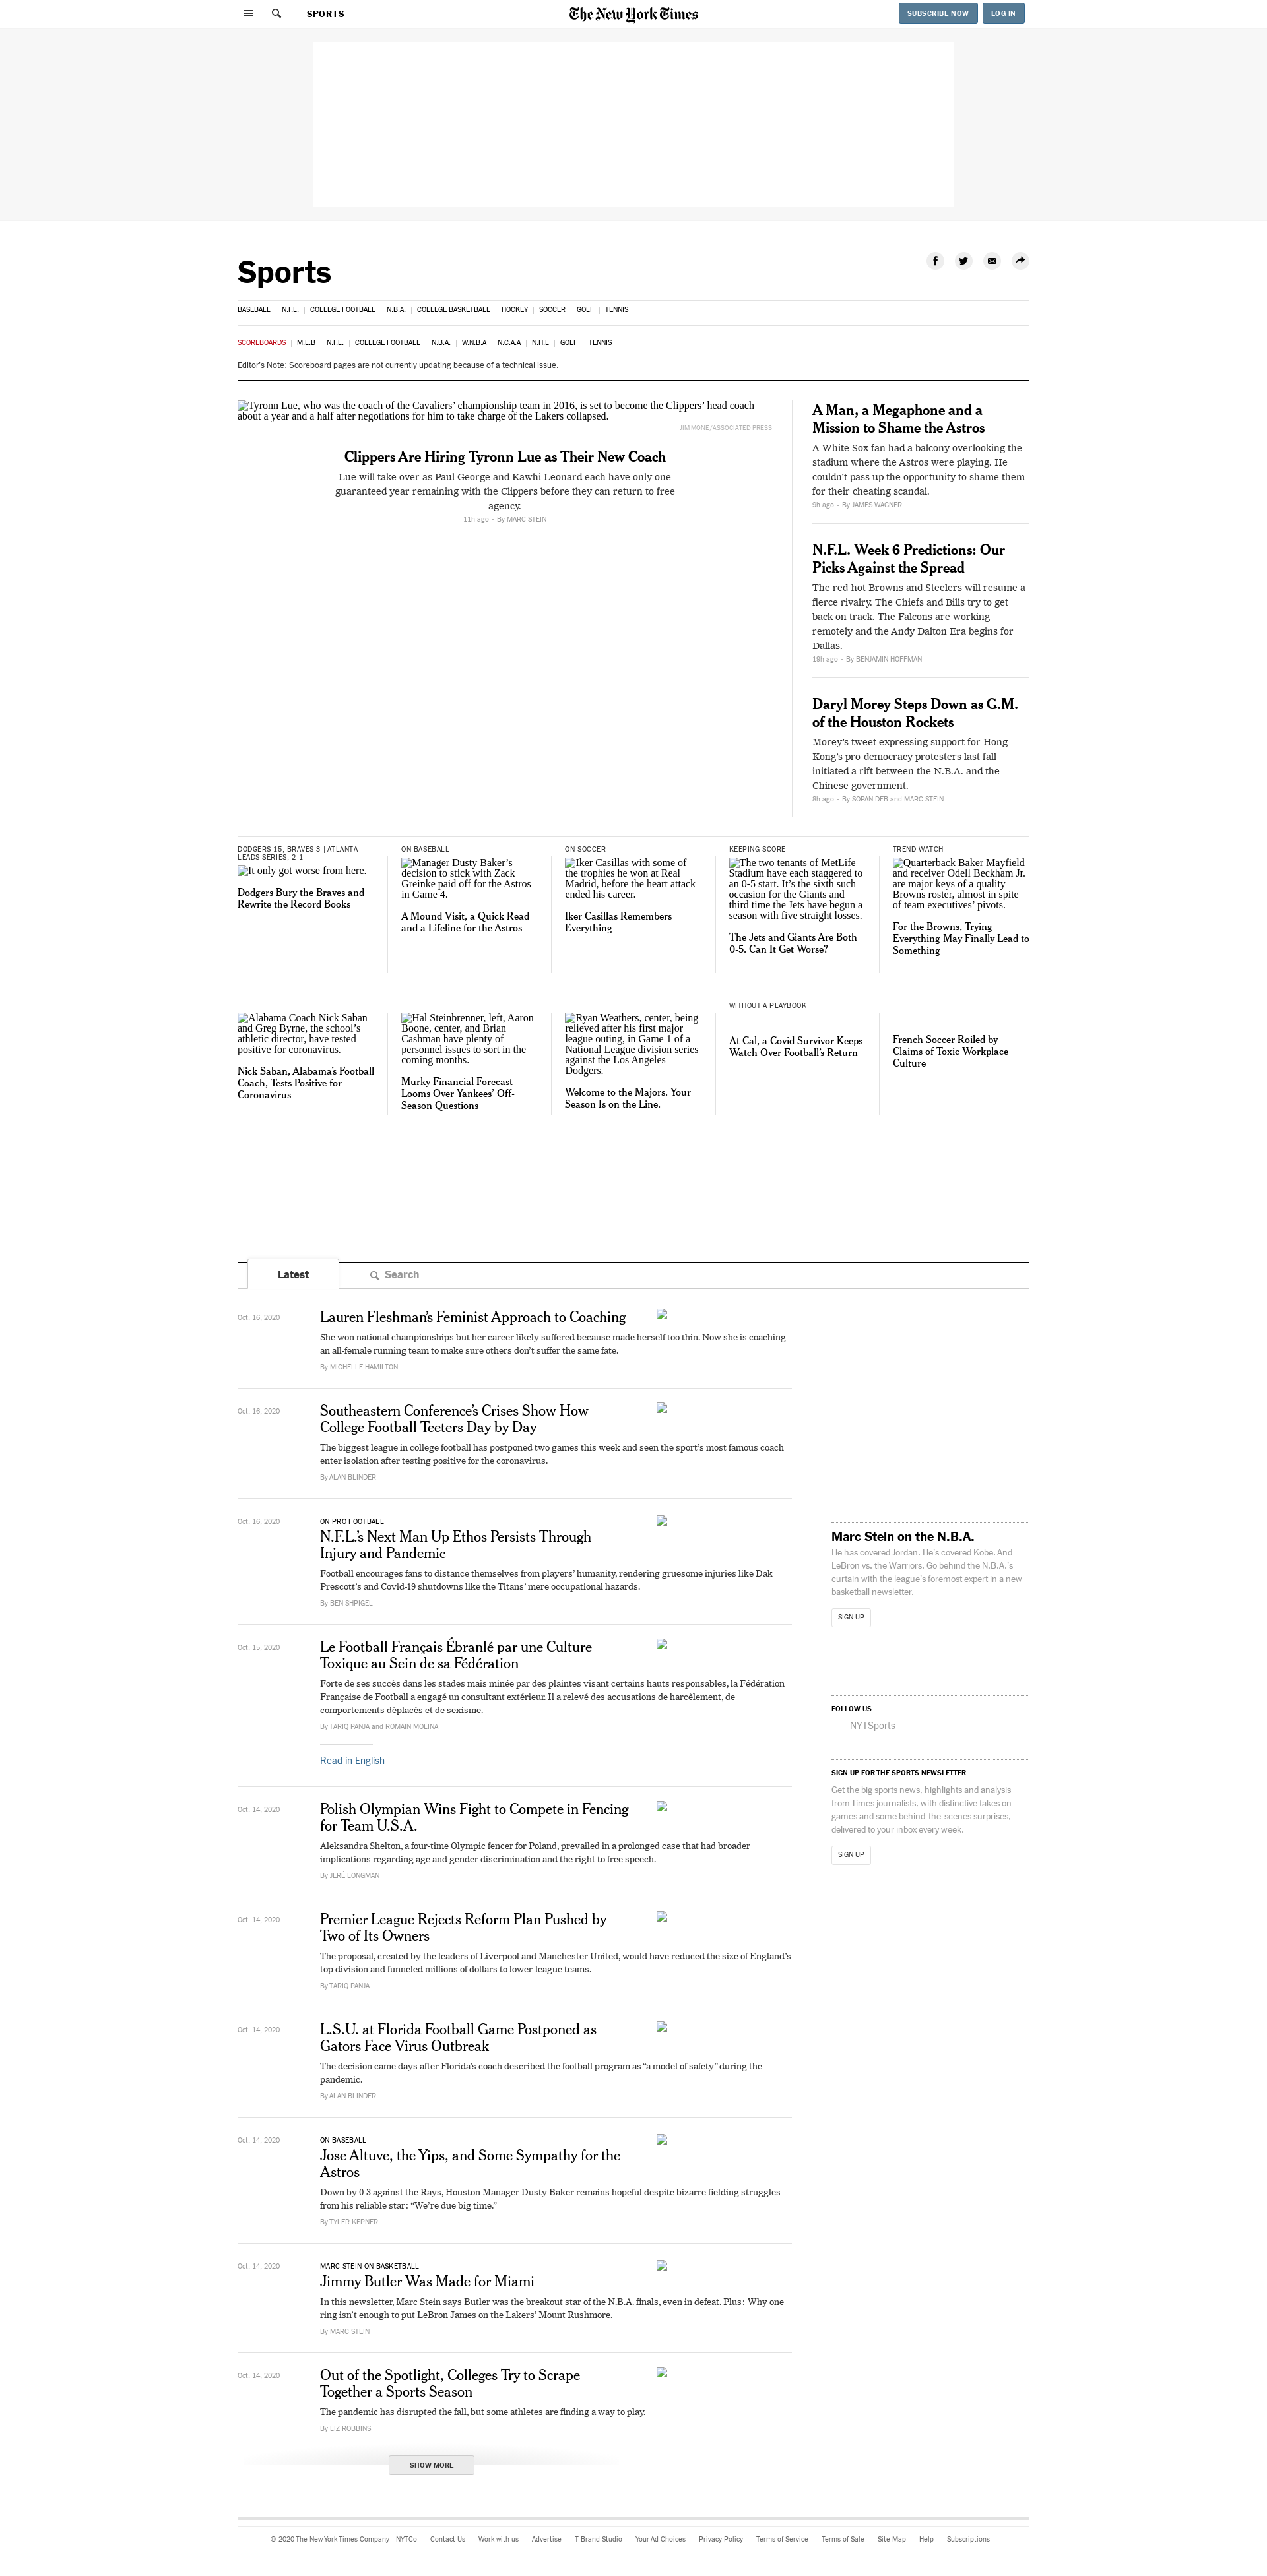 SPORTS
The New York Times
SUBSCRIBE NOW
LOG IN
Sports
BASEBALL | N.F.L. | COLLEGE FOOTBALL | N.B.A. | COLLEGE BASKETBALL | HOCKEY | SOCCER | GOLF | TENNIS
SCOREBOARDS | M.L.B | N.F.L. | COLLEGE FOOTBALL | N.B.A. | W.N.B.A | N.C.A.A | N.H.L | GOLF | TENNIS
Editor's Note: Scoreboard pages are not currently updating because of a technical issue.
Tyronn Lue, who was the coach of the Cavaliers' championship team in 2016, is set to become the Clippers' head coach
about a year and a half after negotiations for him to take charge of the Lakers collapsed.
JIM MONE/ASSOCIATED PRESS
Clippers Are Hiring Tyronn Lue as Their New Coach
Lue will take over as Paul George and Kawhi Leonard each have only one
guaranteed year remaining with the Clippers before they can return to free
agency.
11h ago - By MARC STEIN
A Man, a Megaphone and a
Mission to Shame the Astros
A White Sox fan had a balcony overlooking the
stadium where the Astros were playing. He
couldn't pass up the opportunity to shame them
for their cheating scandal.
9h ago - By JAMES WAGNER
N.F.L. Week 6 Predictions: Our
Picks Against the Spread
The red-hot Browns and Steelers will resume a
fierce rivalry. The Chiefs and Bills try to get
back on track. The Falcons are working
remotely and the Andy Dalton Era begins for
Dallas.
19h ago - By BENJAMIN HOFFMAN
Daryl Morey Steps Down as G.M.
of the Houston Rockets
Morey's tweet expressing support for Hong
Kong's pro-democracy protesters last fall
initiated a rift between the N.B.A. and the
Chinese government.
8h ago - By SOPAN DEB and MARC STEIN
DODGERS 15, BRAVES 3 | ATLANTA
LEADS SERIES, 2-1
It only got worse from here.
Dodgers Bury the Braves and
Rewrite the Record Books
ON BASEBALL
Manager Dusty Baker's
decision to stick with Zack
Greinke paid off for the Astros
in Game 4.
A Mound Visit, a Quick Read
and a Lifeline for the Astros
ON SOCCER
Iker Casillas with some of
the trophies he won at Real
Madrid, before the heart attack
ended his career.
Iker Casillas Remembers
Everything
KEEPING SCORE
The two tenants of MetLife
Stadium have each staggered to
an 0-5 start. It's the sixth such
occasion for the Giants and
third time the Jets have begun a
season with five straight losses.
The Jets and Giants Are Both
0-5. Can It Get Worse?
TREND WATCH
Quarterback Baker Mayfield
and receiver Odell Beckham Jr.
are major keys of a quality
Browns roster, almost in spite
of team executives' pivots.
For the Browns, Trying
Everything May Finally Lead to
Something
Alabama Coach Nick Saban
and Greg Byrne, the school's
athletic director, have tested
positive for coronavirus.
Nick Saban, Alabama's Football
Coach, Tests Positive for
Coronavirus
Hal Steinbrenner, left, Aaron
Boone, center, and Brian
Cashman have plenty of
personnel issues to sort in the
coming months.
Murky Financial Forecast
Looms Over Yankees' Off-
Season Questions
Ryan Weathers, center, being
relieved after his first major
league outing, in Game 1 of a
National League division series
against the Los Angeles
Dodgers.
Welcome to the Majors. Your
Season Is on the Line.
WITHOUT A PLAYBOOK
At Cal, a Covid Survivor Keeps
Watch Over Football's Return
French Soccer Roiled by
Claims of Toxic Workplace
Culture
Latest
Search
Oct. 16, 2020
Lauren Fleshman's Feminist Approach to Coaching
She won national championships but her career likely suffered because made herself too thin. Now she is coaching
an all-female running team to make sure others don't suffer the same fate.
By MICHELLE HAMILTON
Oct. 16, 2020
Southeastern Conference's Crises Show How
College Football Teeters Day by Day
The biggest league in college football has postponed two games this week and seen the sport's most famous coach
enter isolation after testing positive for the coronavirus.
By ALAN BLINDER
Oct. 16, 2020
ON PRO FOOTBALL
N.F.L.'s Next Man Up Ethos Persists Through
Injury and Pandemic
Football encourages fans to distance themselves from players' humanity, rendering gruesome injuries like Dak
Prescott's and Covid-19 shutdowns like the Titans' mere occupational hazards.
By BEN SHPIGEL
Oct. 15, 2020
Le Football Français Ébranlé par une Culture
Toxique au Sein de sa Fédération
Forte de ses succès dans les stades mais minée par des plaintes visant certains hauts responsables, la Fédération
Française de Football a engagé un consultant extérieur. Il a relevé des accusations de harcèlement, de
comportements déplacés et de sexisme.
By TARIQ PANJA and ROMAIN MOLINA
Read in English
Oct. 14, 2020
Polish Olympian Wins Fight to Compete in Fencing
for Team U.S.A.
Aleksandra Shelton, a four-time Olympic fencer for Poland, prevailed in a prolonged case that had broader
implications regarding age and gender discrimination and the right to free speech.
By JERÉ LONGMAN
Oct. 14, 2020
Premier League Rejects Reform Plan Pushed by
Two of Its Owners
The proposal, created by the leaders of Liverpool and Manchester United, would have reduced the size of England's
top division and funneled millions of dollars to lower-league teams.
By TARIQ PANJA
Oct. 14, 2020
L.S.U. at Florida Football Game Postponed as
Gators Face Virus Outbreak
The decision came days after Florida's coach described the football program as "a model of safety" during the
pandemic.
By ALAN BLINDER
Oct. 14, 2020
ON BASEBALL
Jose Altuve, the Yips, and Some Sympathy for the
Astros
Down by 0-3 against the Rays, Houston Manager Dusty Baker remains hopeful despite bizarre fielding struggles
from his reliable star: "We're due big time."
By TYLER KEPNER
Oct. 14, 2020
MARC STEIN ON BASKETBALL
Jimmy Butler Was Made for Miami
In this newsletter, Marc Stein says Butler was the breakout star of the N.B.A. finals, even in defeat. Plus: Why one
ring isn't enough to put LeBron James on the Lakers' Mount Rushmore.
By MARC STEIN
Oct. 14, 2020
Out of the Spotlight, Colleges Try to Scrape
Together a Sports Season
The pandemic has disrupted the fall, but some athletes are finding a way to play.
By LIZ ROBBINS
SHOW MORE
Marc Stein on the N.B.A.
He has covered Jordan. He's covered Kobe. And
LeBron vs. the Warriors. Go behind the N.B.A.'s
curtain with the league's foremost expert in a new
basketball newsletter.
SIGN UP
FOLLOW US
NYTSports
SIGN UP FOR THE SPORTS NEWSLETTER
Get the big sports news, highlights and analysis
from Times journalists, with distinctive takes on
games and some behind-the-scenes surprises,
delivered to your inbox every week.
SIGN UP
© 2020 The New York Times Company NYTCo Contact Us Work with us Advertise T Brand Studio Your Ad Choices Privacy Policy Terms of Service Terms of Sale Site Map Help Subscriptions